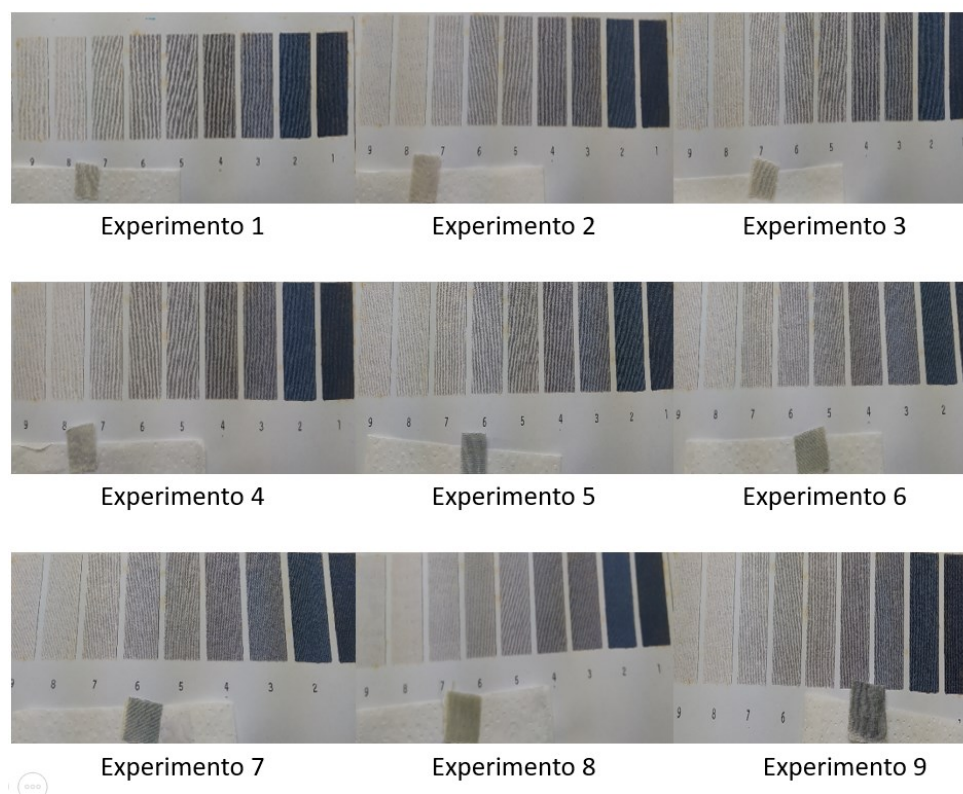 9 8 7 6 5 4 3 2 1
9 8 7 6 5 4 3 2 1
9 8 7 6 5 4 3 2
Experimento 1
Experimento 2
Experimento 3
9 8 7 6 5 4 3 2 1
9 8 7 6 5 4 3 2 1
9 8 7 6 5 4 3 2
Experimento 4
Experimento 5
Experimento 6
8 7 6 5 4 3 2
9 8 7 6 5 4 3 2 1
9 8 7 6
Experimento 7
Experimento 8
Experimento 9